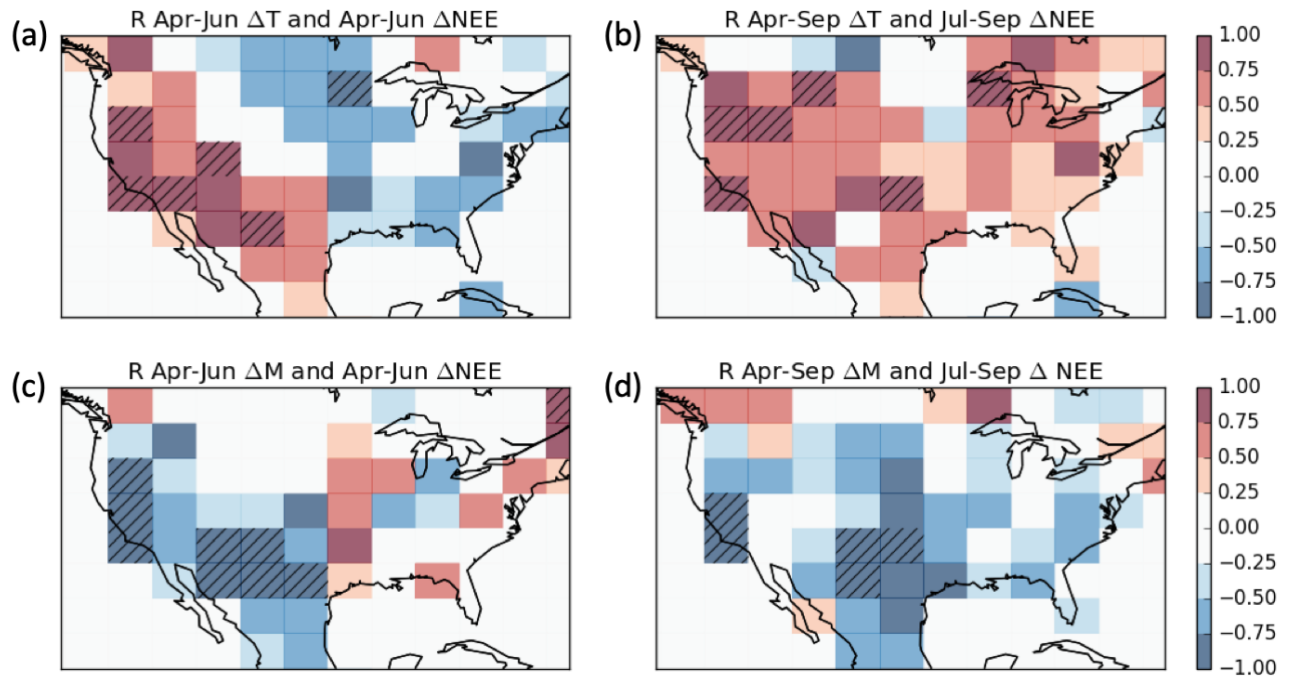 (a)
R Apr-Jun ΔT and Apr-Jun ΔNEE
(b)
R Apr-Sep ΔT and Jul-Sep ΔNEE
1.00
0.75
0.50
0.25
0.00
−0.25
−0.50
−0.75
−1.00
(c)
R Apr-Jun ΔM and Apr-Jun ΔNEE
(d)
R Apr-Sep ΔM and Jul-Sep Δ NEE
1.00
0.75
0.50
0.25
0.00
−0.25
−0.50
−0.75
−1.00